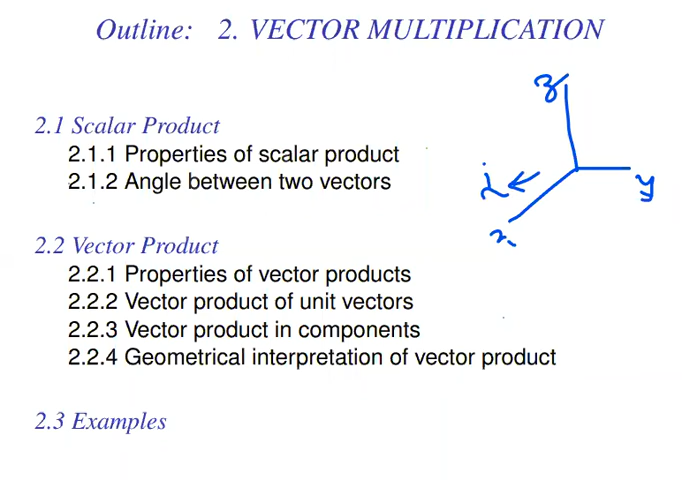 Outline: 2. VECTOR MULTIPLICATION
2.1 Scalar Product
2.1.1 Properties of scalar product
2.1.2 Angle between two vectors
2.2 Vector Product
2.2.1 Properties of vector products
2.2.2 Vector product of unit vectors
2.2.3 Vector product in components
2.2.4 Geometrical interpretation of vector product
2.3 Examples
z
i
y